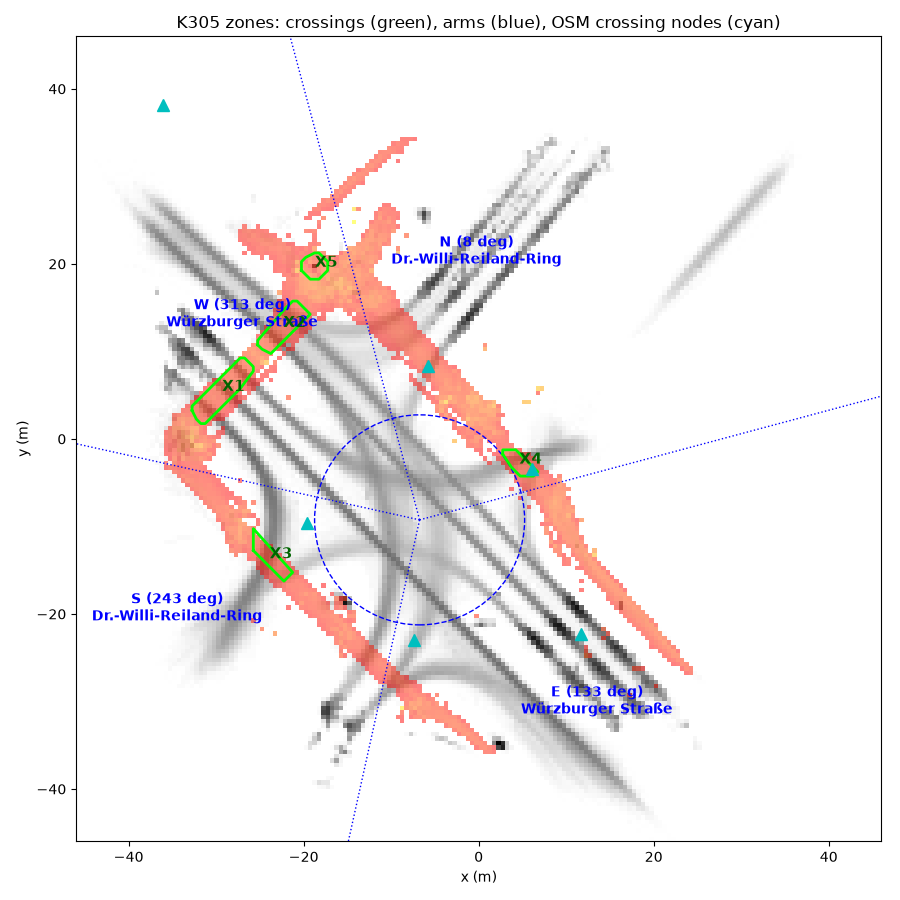 K305 zones: crossings (green), arms (blue), OSM crossing nodes (cyan)
40
20
0
−20
−40
y (m)
N (8 deg)
Dr.-Willi-Reiland-Ring
X5
W (313 deg)
Würzburger Straße
X1
X4
X3
S (243 deg)
Dr.-Willi-Reiland-Ring
E (133 deg)
Würzburger Straße
−40
−20
0
20
40
x (m)